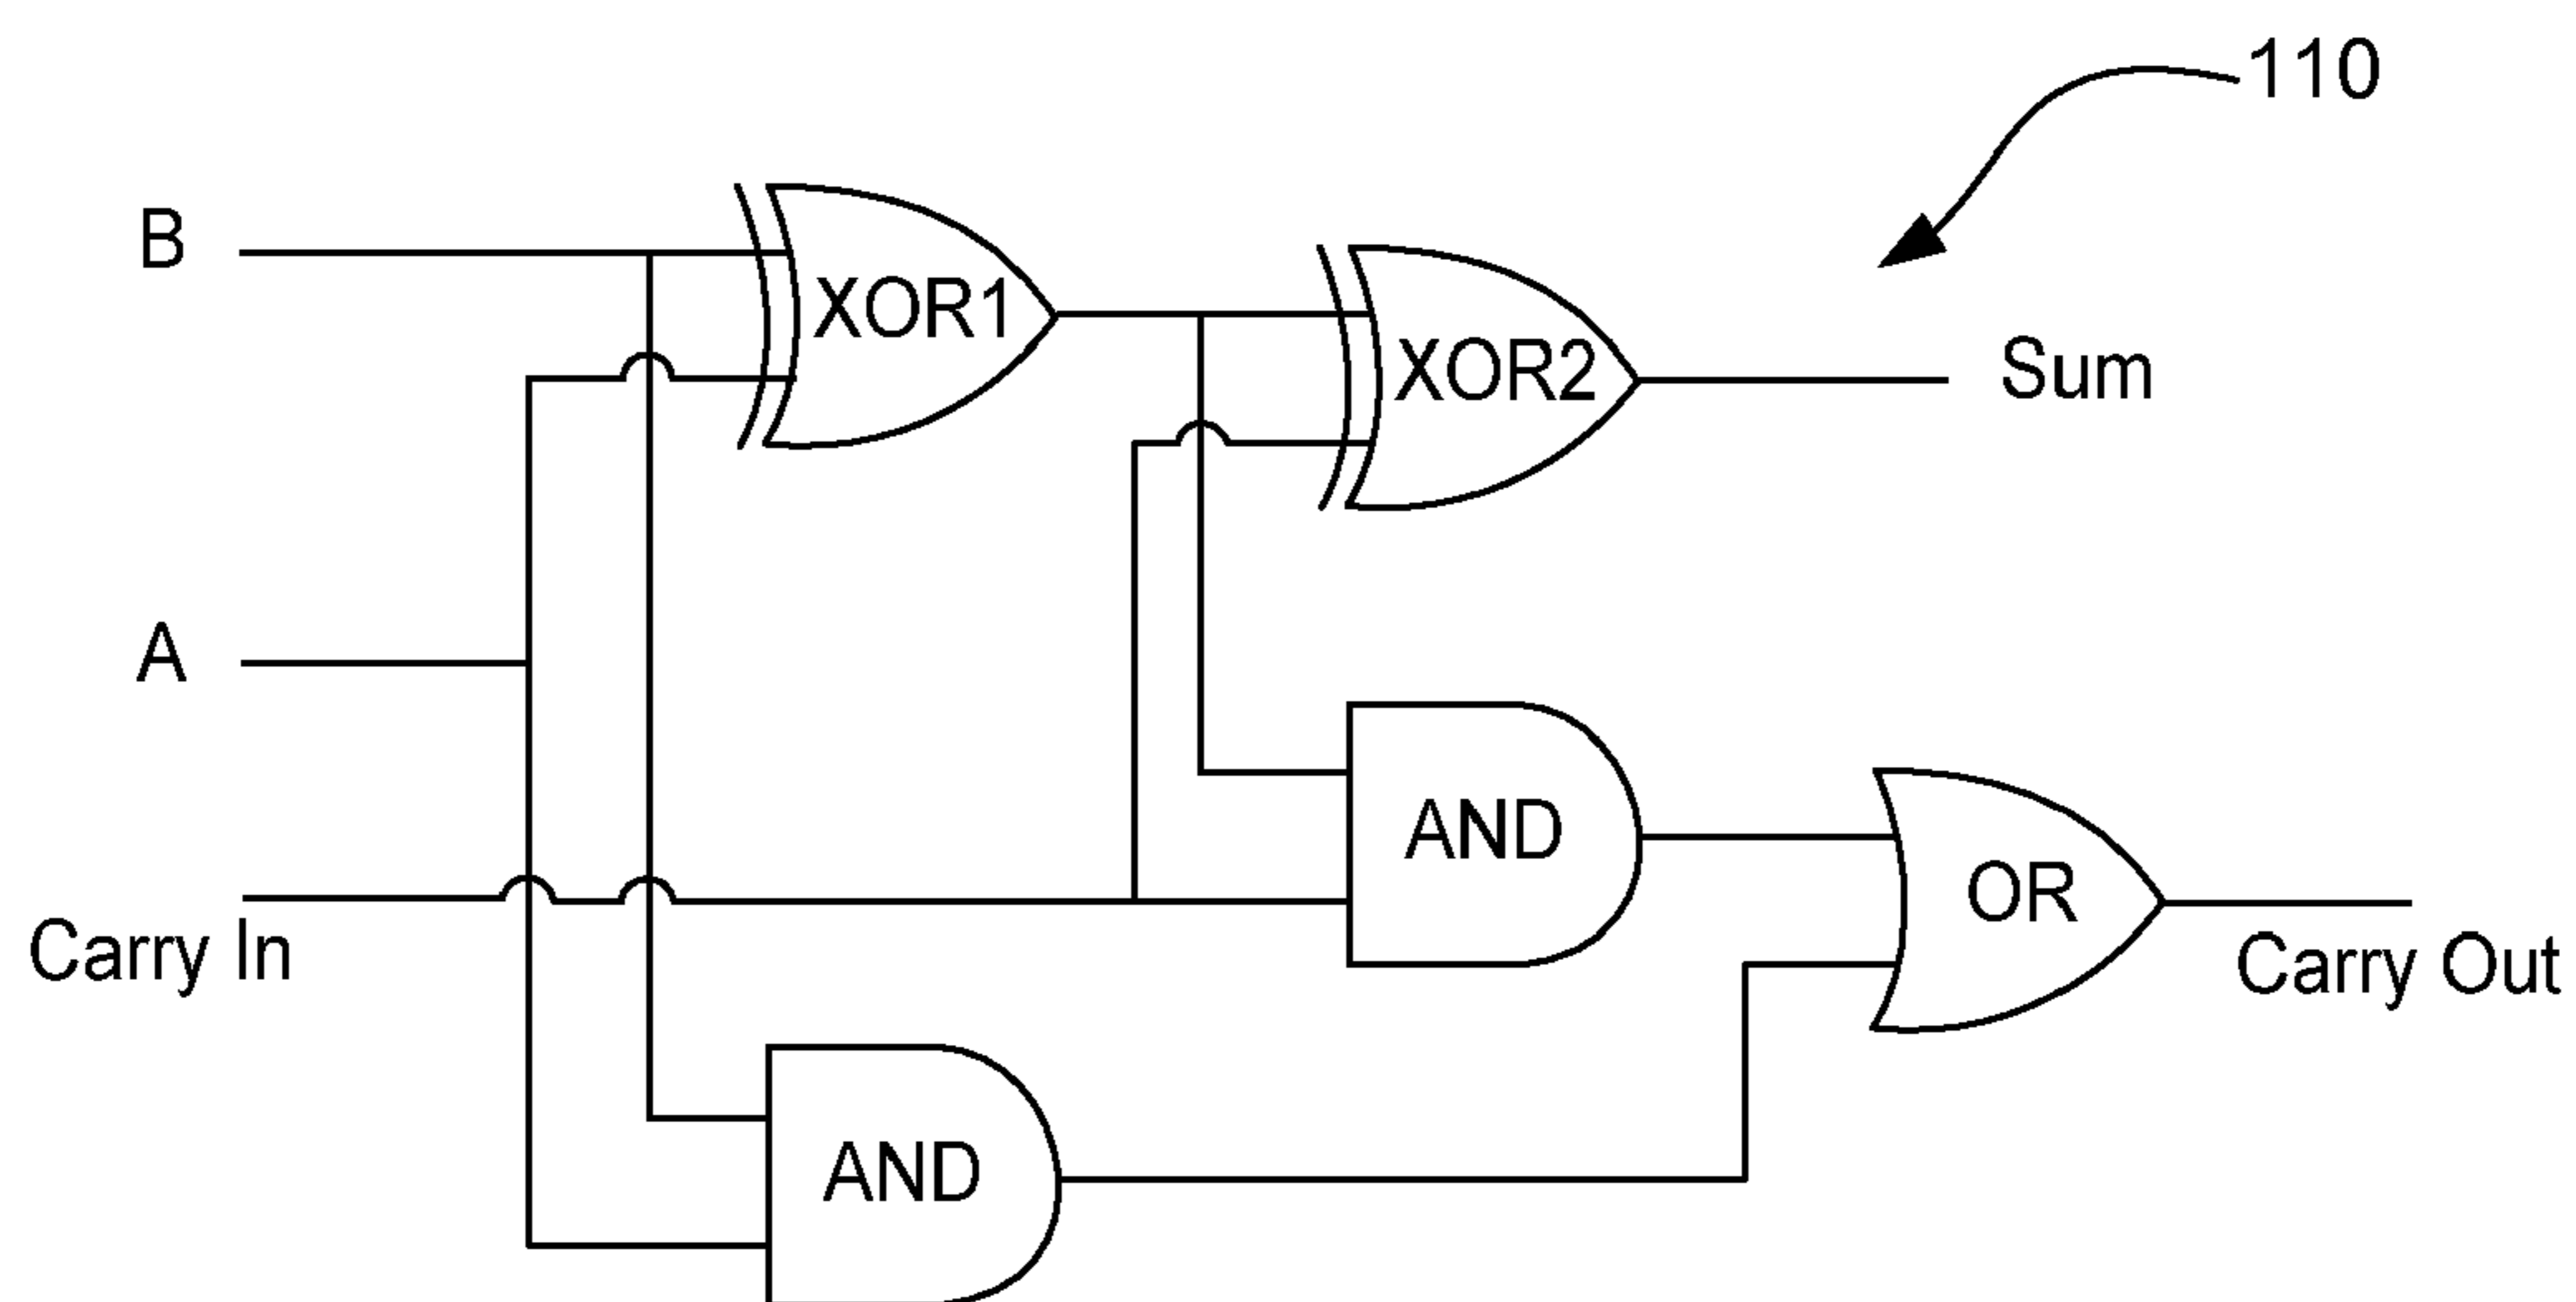 110
B
XOR1
XOR2
Sum
A
AND
OR
Carry In
Carry Out
AND